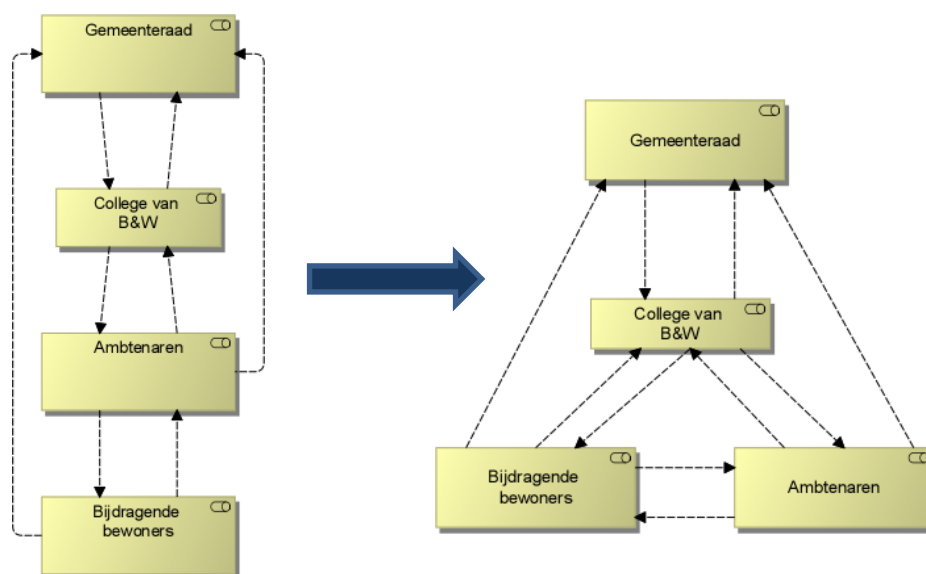 Gemeenteraad
College van
B&W
Ambtenaren
Bijdragende
bewoners
Gemeenteraad
College van
B&W
Bijdragende
bewoners
Ambtenaren